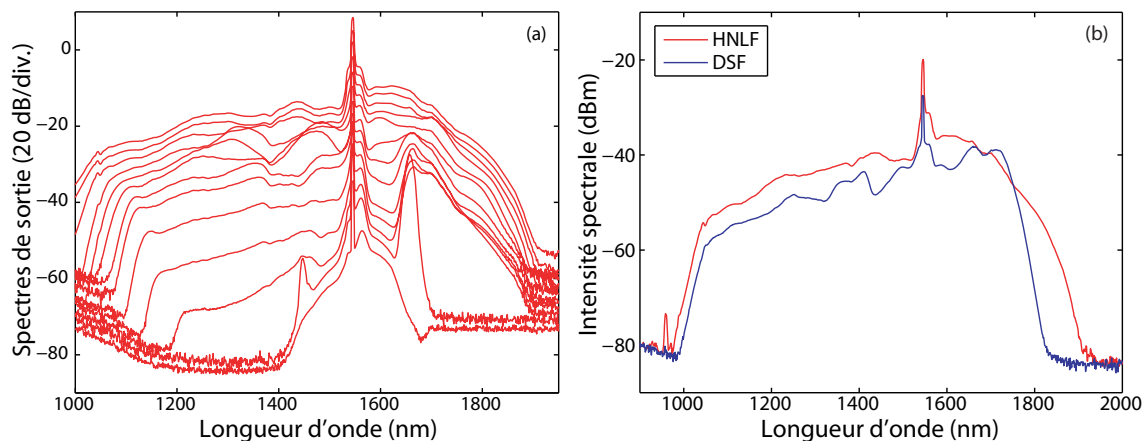 (a)
Spectres de sortie (20 dB/div.)
0
−20
−40
−60
−80
1000
1200
1400
1600
1800
Longueur d'onde (nm)
(b)
HNLF
DSF
Intensité spectrale (dBm)
−20
−40
−60
−80
1000
1200
1400
1600
1800
2000
Longueur d'onde (nm)